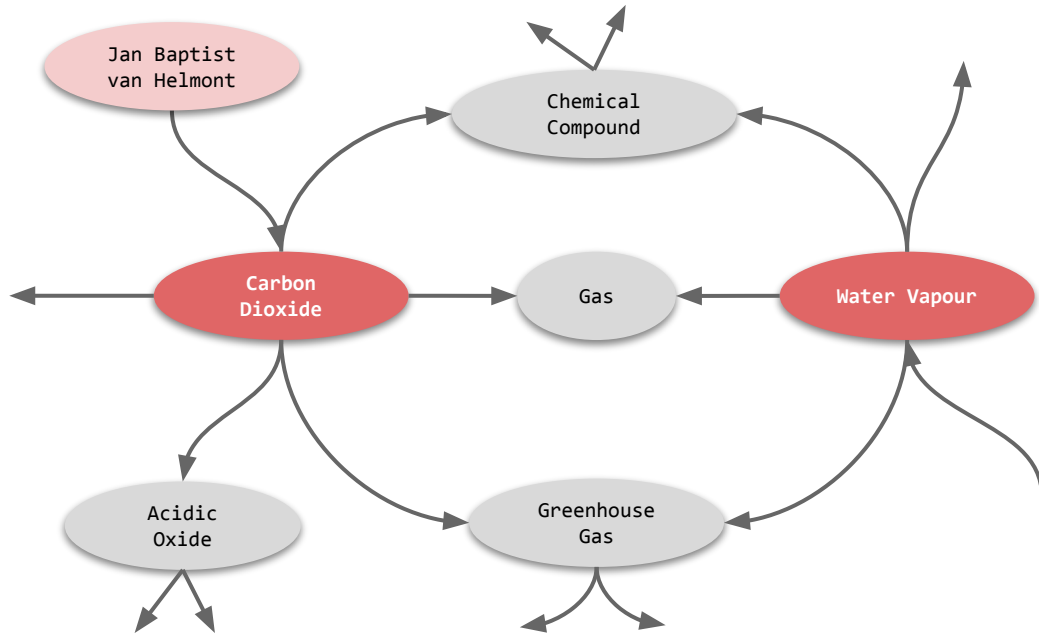 Jan Baptist
van Helmont
Chemical
Compound
Carbon
Dioxide
Gas
Water Vapour
Acidic
Oxide
Greenhouse
Gas